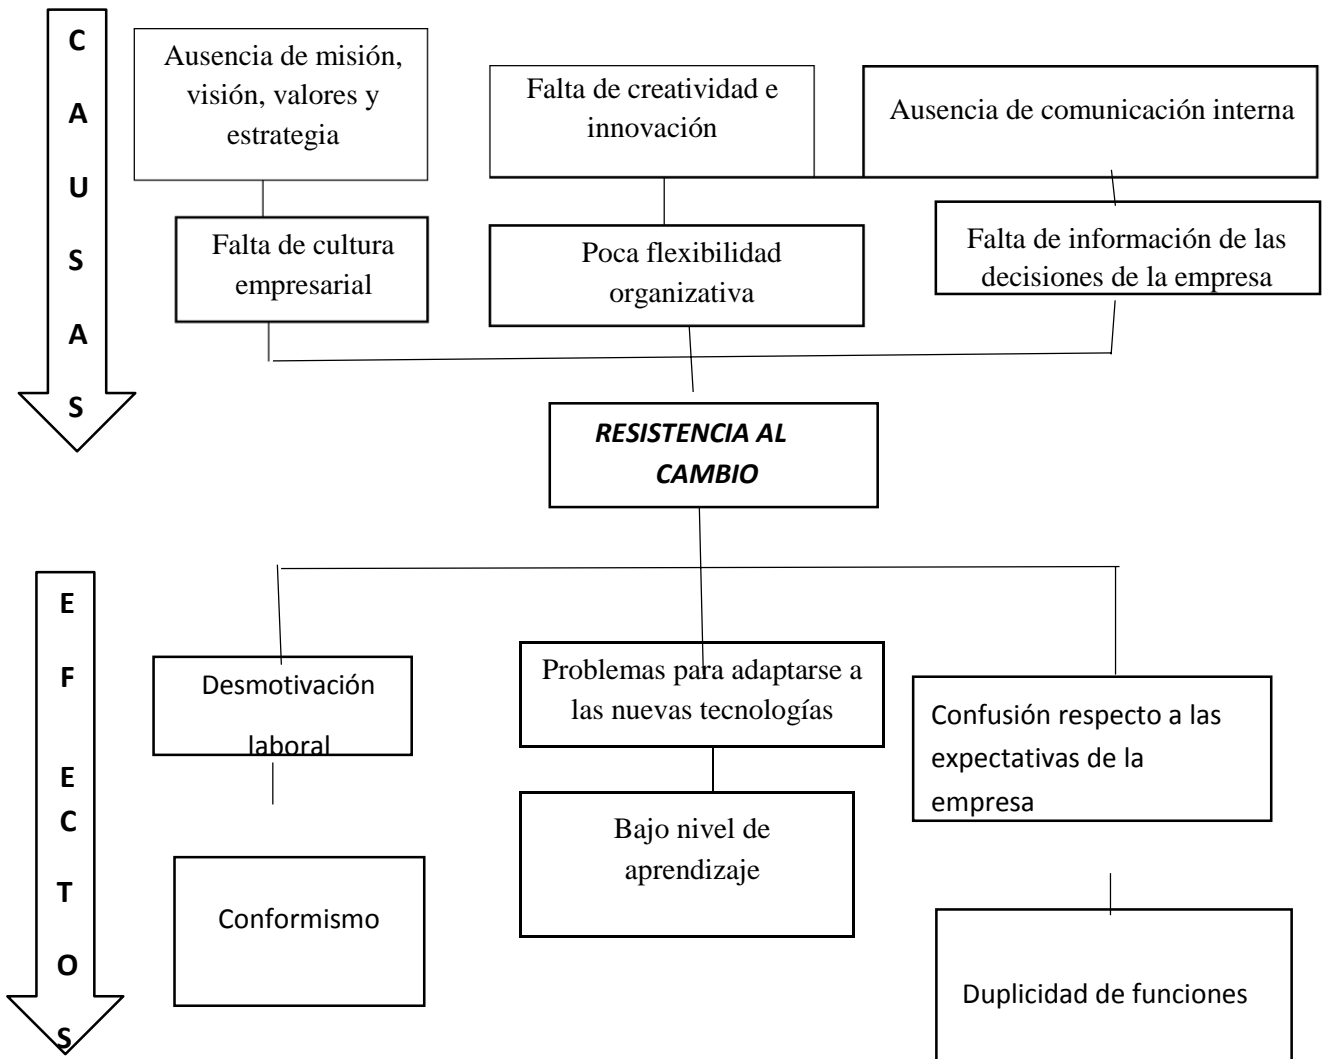 CAUSAS
Ausencia de misión,
visión, valores y
estrategia
Falta de creatividad e
innovación
Ausencia de comunicación interna
Falta de cultura
empresarial
Poca flexibilidad
organizativa
Falta de información de las
decisiones de la empresa
RESISTENCIA AL
CAMBIO
EFECTOS
Desmotivación
laboral
Problemas para adaptarse a
las nuevas tecnologías
Confusión respecto a las
expectativas de la
empresa
Conformismo
Bajo nivel de
aprendizaje
Duplicidad de funciones